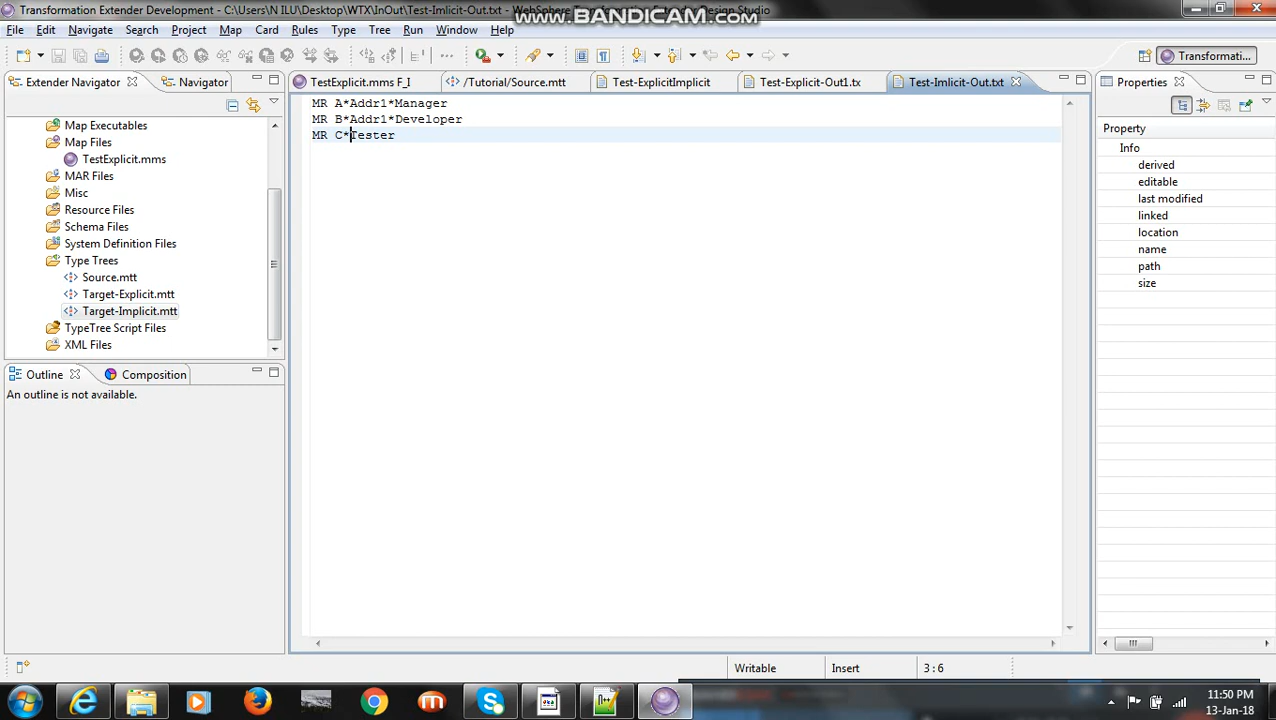 Transformation Extender Development - C:\Users\N ILU\Desktop\WTX\InOut\Test-Imlicit-Out.txt - WebSphere Transformation Extender Design Studio
www.BANDICAM.com
File Edit Navigate Search Project Map Card Rules Type Tree Run Window Help
Transformati...
Extender Navigator Navigator
TestExplicit.mms F_I /Tutorial/Source.mtt Test-ExplicitImplicit Test-Explicit-Out1.tx Test-Imlicit-Out.txt
Properties
Map Executables
Map Files
TestExplicit.mms
MAR Files
Misc
Resource Files
Schema Files
System Definition Files
Type Trees
Source.mtt
Target-Explicit.mtt
Target-Implicit.mtt
TypeTree Script Files
XML Files
Outline Composition
An outline is not available.
MR A*Addr1*Manager
MR B*Addr1*Developer
MR C*Tester
Property
Info
derived
editable
last modified
linked
location
name
path
size
Writable Insert 3 : 6
11:50 PM
13-Jan-18